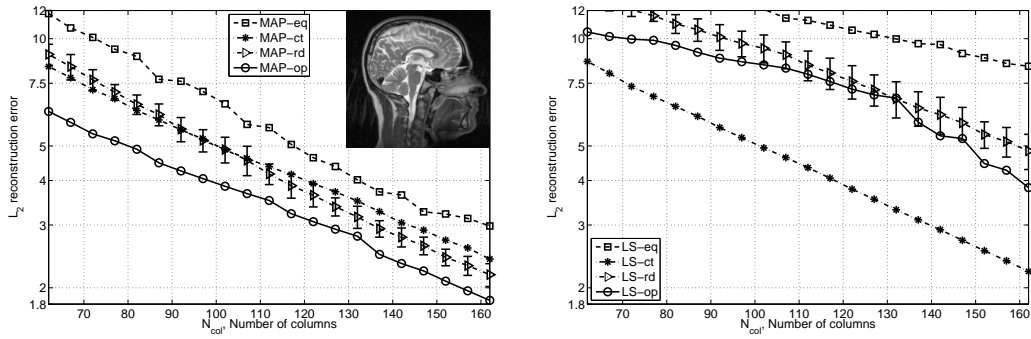 12
10
7.5
5
4
3
2
1.8
70 80 90 100 110 120 130 140 150 160
L2 reconstruction error
Ncol, Number of columns
MAP−eq
MAP−ct
MAP−rd
MAP−op
12
10
7.5
5
4
3
2
1.8
70 80 90 100 110 120 130 140 150 160
L2 reconstruction error
Ncol, Number of columns
LS−eq
LS−ct
LS−rd
LS−op